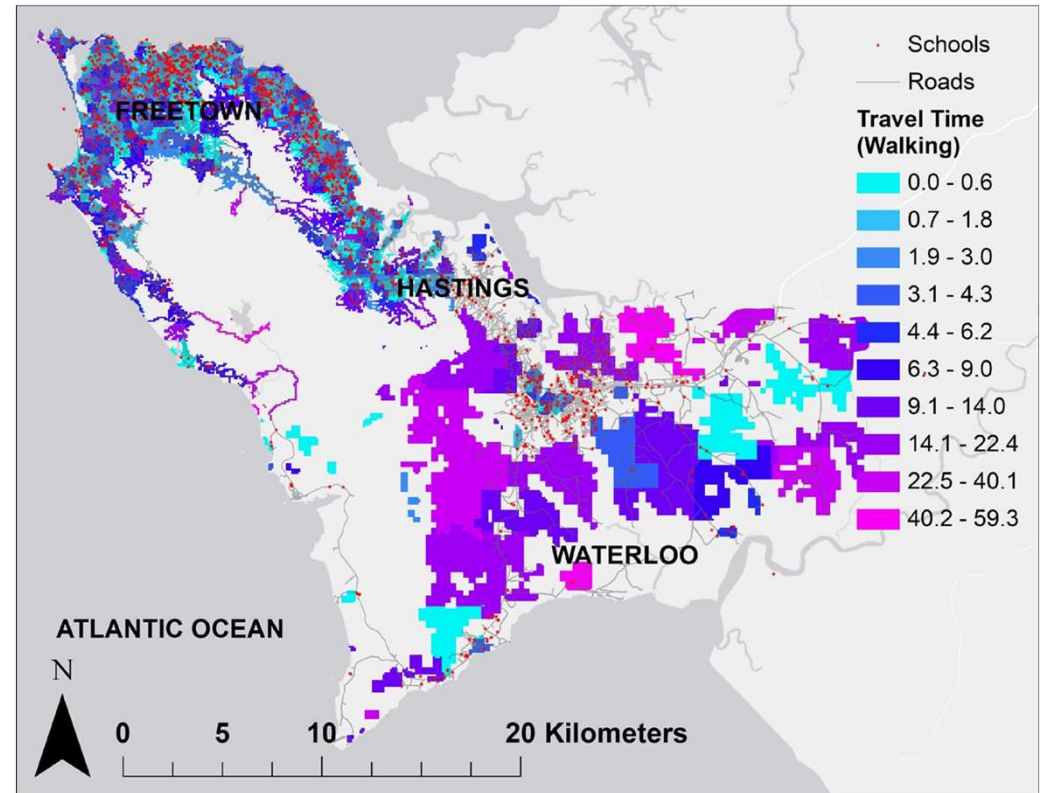 Schools
Roads
Travel Time
(Walking)
0.0 - 0.6
0.7 - 1.8
1.9 - 3.0
3.1 - 4.3
4.4 - 6.2
6.3 - 9.0
9.1 - 14.0
14.1 - 22.4
22.5 - 40.1
40.2 - 59.3
FREETOWN
HASTINGS
WATERLOO
ATLANTIC OCEAN
N
0 5 10 20 Kilometers